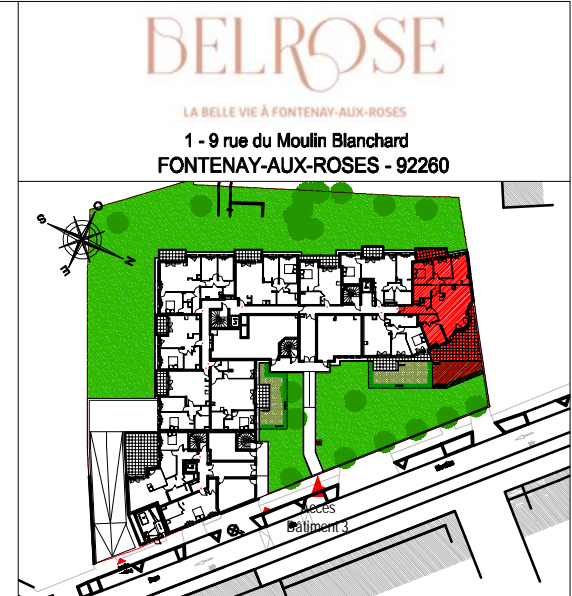 BELROSE
LA BELLE VIE À FONTENAY-AUX-ROSES
1 - 9 rue du Moulin Blanchard
FONTENAY-AUX-ROSES - 92260
O
S
N
E
Accès
Bâtiment 3
Rue